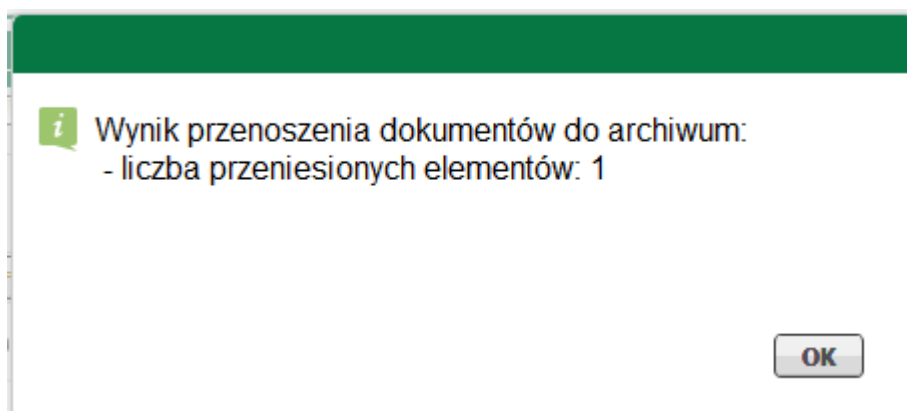 Wynik przenoszenia dokumentów do archiwum:
- liczba przeniesionych elementów: 1
OK